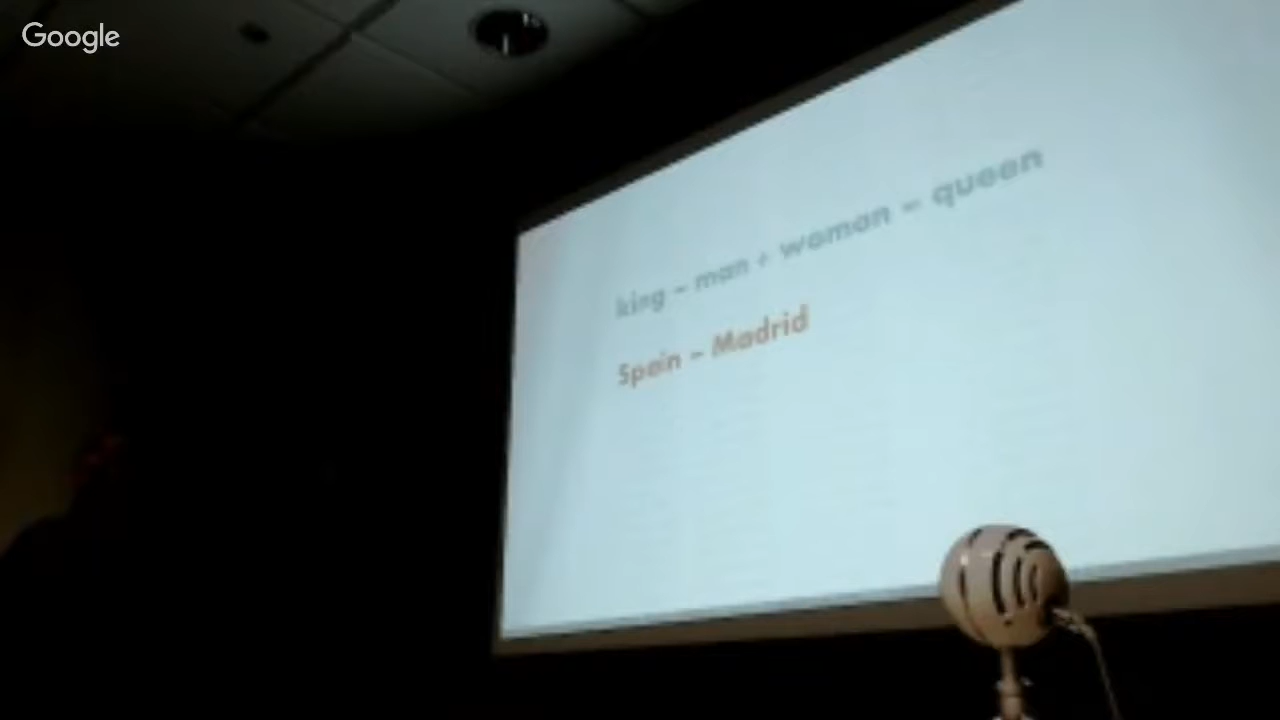 Google
king – man + woman = queen
Spain – Madrid